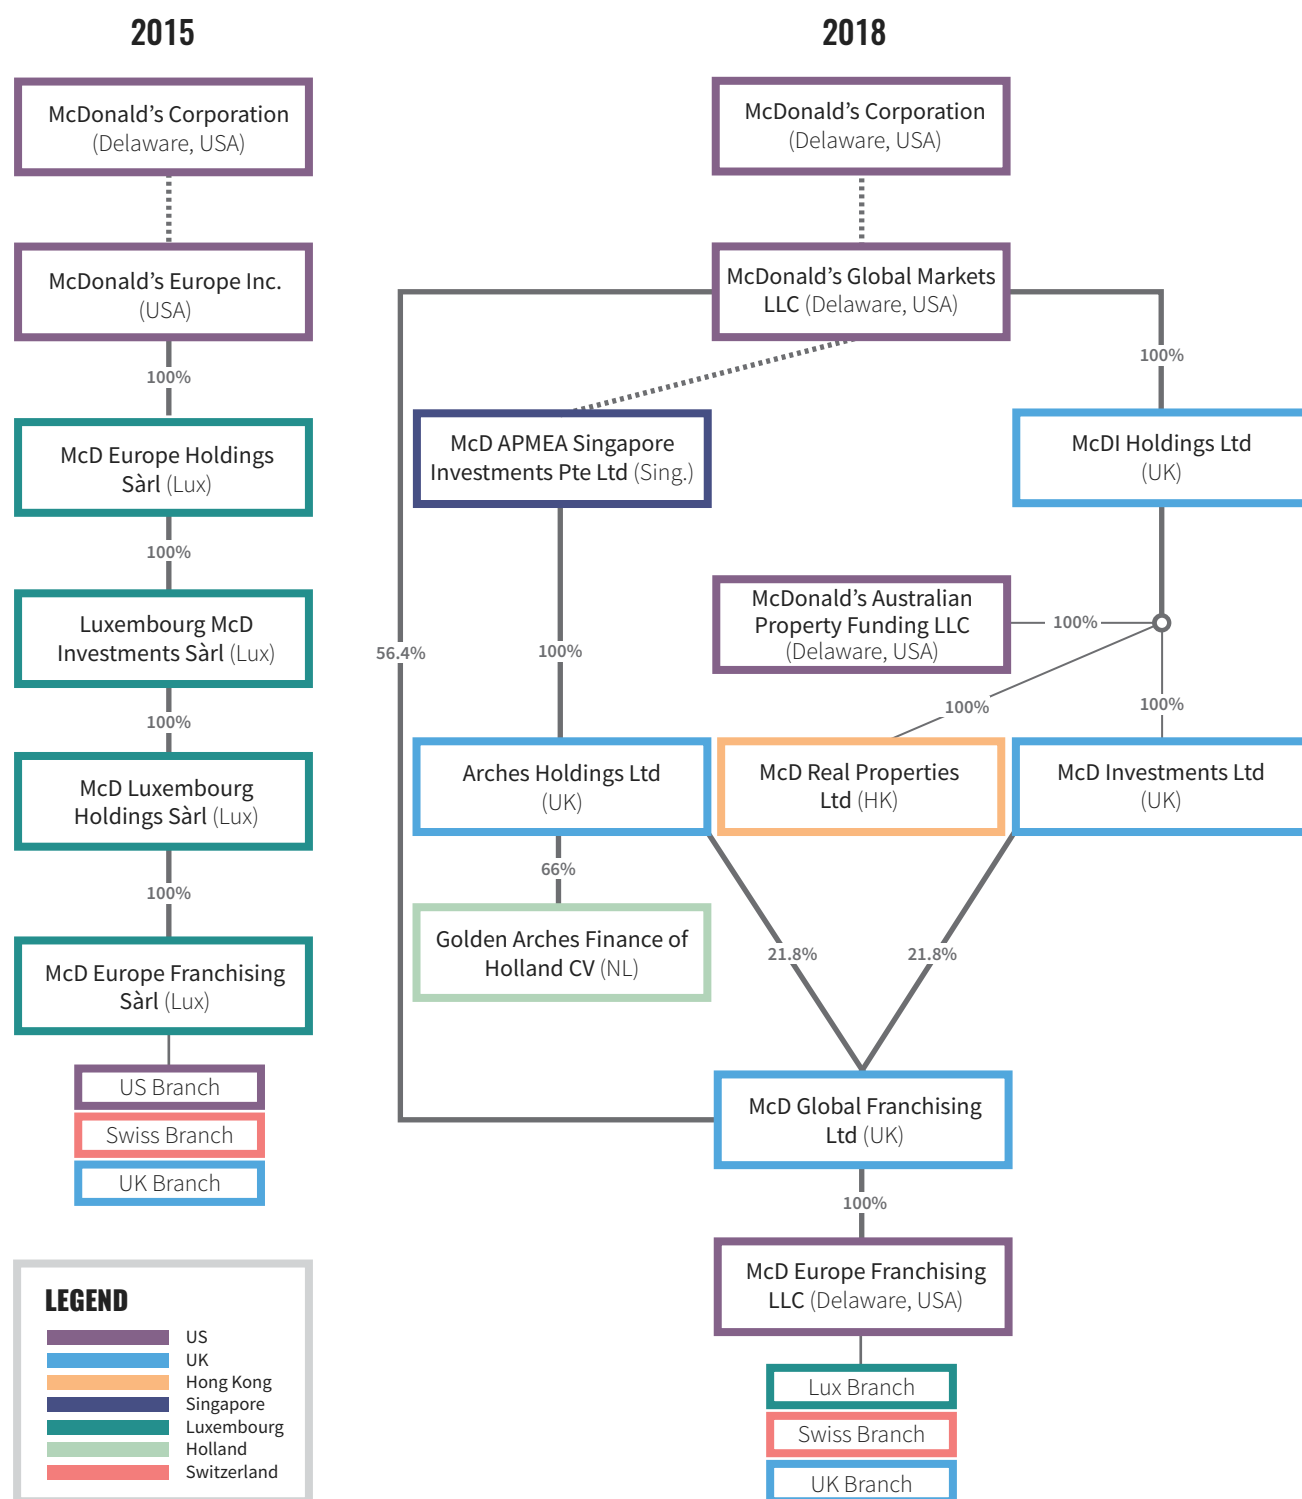 2015
McDonald's Corporation
(Delaware, USA)
McDonald's Europe Inc.
(USA)
100%
McD Europe Holdings
Sàrl (Lux)
100%
Luxembourg McD
Investments Sàrl (Lux)
100%
McD Luxembourg
Holdings Sàrl (Lux)
100%
McD Europe Franchising
Sàrl (Lux)
US Branch
Swiss Branch
UK Branch
LEGEND
US
UK
Hong Kong
Singapore
Luxembourg
Holland
Switzerland
2018
McDonald's Corporation
(Delaware, USA)
McDonald's Global Markets
LLC (Delaware, USA)
100%
McD APMEA Singapore
Investments Pte Ltd (Sing.)
McDI Holdings Ltd
(UK)
McDonald's Australian
Property Funding LLC
(Delaware, USA)
100%
56.4%
100%
100%
100%
Arches Holdings Ltd
(UK)
McD Real Properties
Ltd (HK)
McD Investments Ltd
(UK)
66%
Golden Arches Finance of
Holland CV (NL)
21.8%
21.8%
McD Global Franchising
Ltd (UK)
100%
McD Europe Franchising
LLC (Delaware, USA)
Lux Branch
Swiss Branch
UK Branch